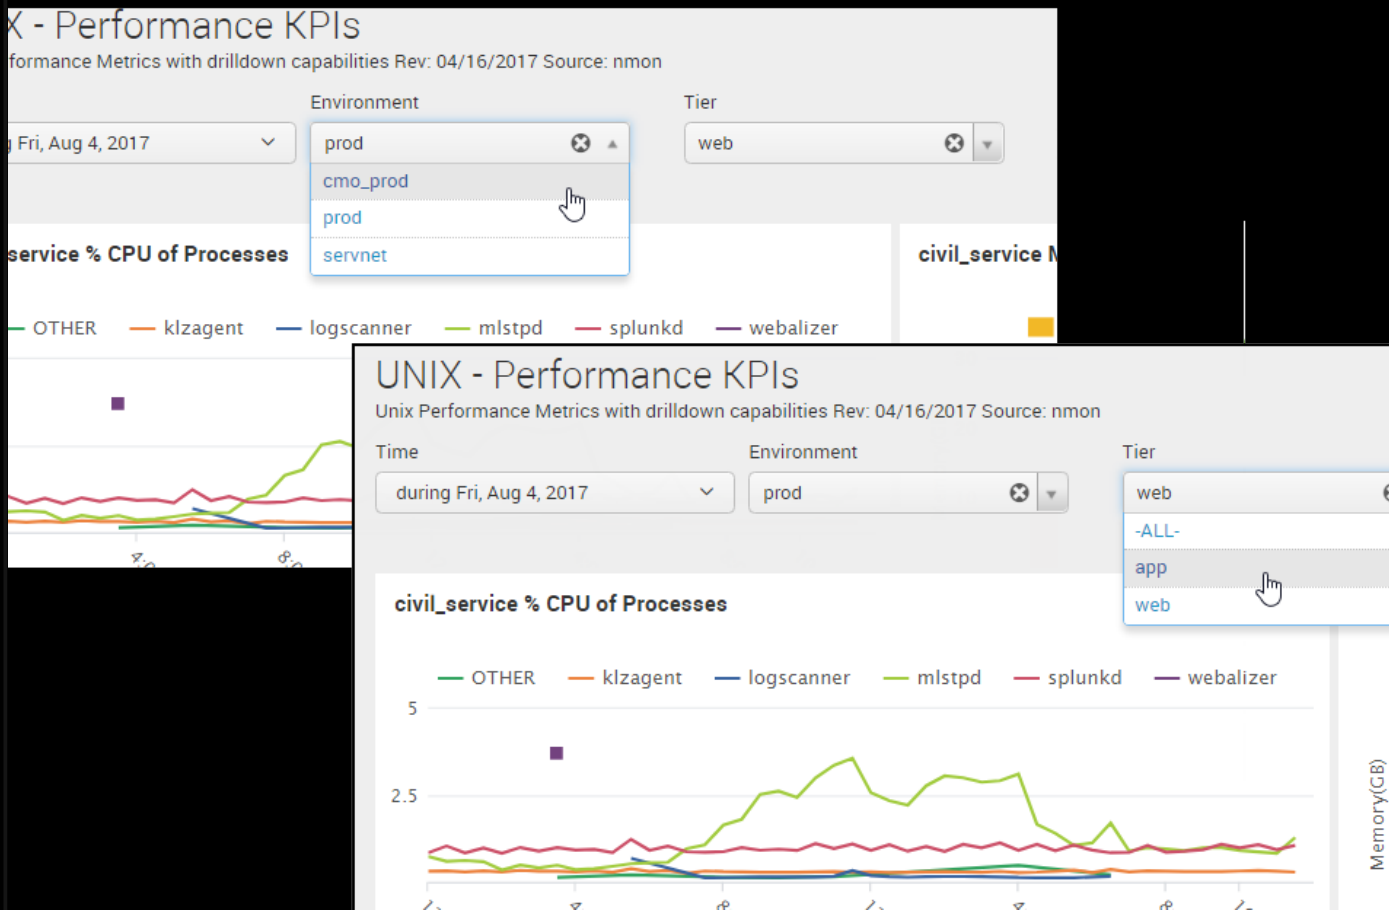 X - Performance KPIs
formance Metrics with drilldown capabilities Rev: 04/16/2017 Source: nmon
Environment
Tier
g Fri, Aug 4, 2017
prod
web
cmo_prod
prod
servnet
service % CPU of Processes
civil_service
OTHER klzagent logscanner mlstpd splunkd webalizer
UNIX - Performance KPIs
Unix Performance Metrics with drilldown capabilities Rev: 04/16/2017 Source: nmon
Time Environment Tier
during Fri, Aug 4, 2017
prod
web
-ALL-
app
web
civil_service % CPU of Processes
OTHER klzagent logscanner mlstpd splunkd webalizer
5
2.5
Memory(GB)